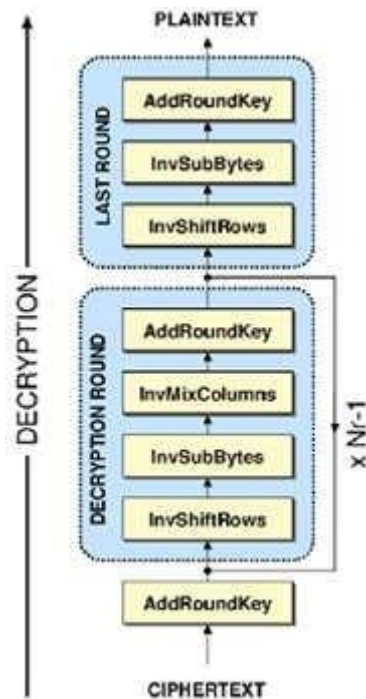 PLAINTEXT
AddRoundKey
InvSubBytes
InvShiftRows
LAST ROUND
AddRoundKey
InvMixColumns
InvSubBytes
InvShiftRows
DECRYPTION ROUND
x Nr-1
AddRoundKey
CIPHERTEXT
DECRYPTION